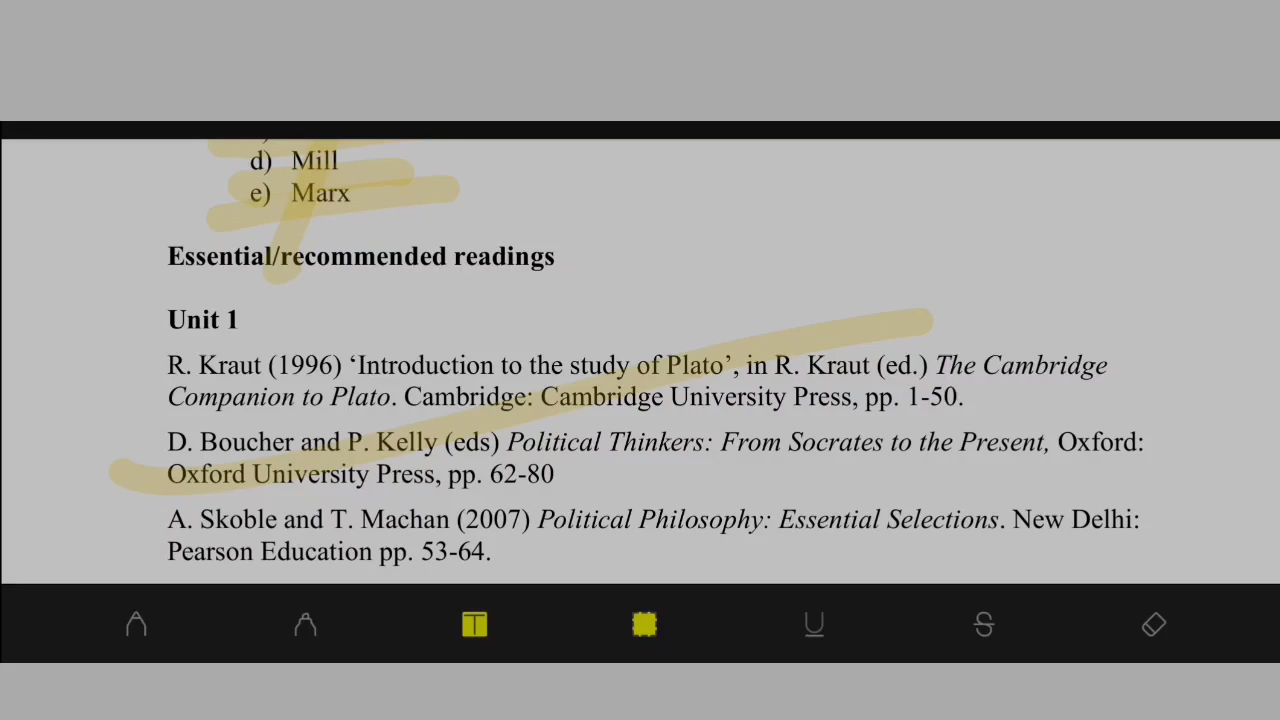 d) Mill
e) Marx
Essential/recommended readings
Unit 1
R. Kraut (1996) ‘Introduction to the study of Plato’, in R. Kraut (ed.) The Cambridge
Companion to Plato. Cambridge: Cambridge University Press, pp. 1-50.
D. Boucher and P. Kelly (eds) Political Thinkers: From Socrates to the Present, Oxford:
Oxford University Press, pp. 62-80
A. Skoble and T. Machan (2007) Political Philosophy: Essential Selections. New Delhi:
Pearson Education pp. 53-64.